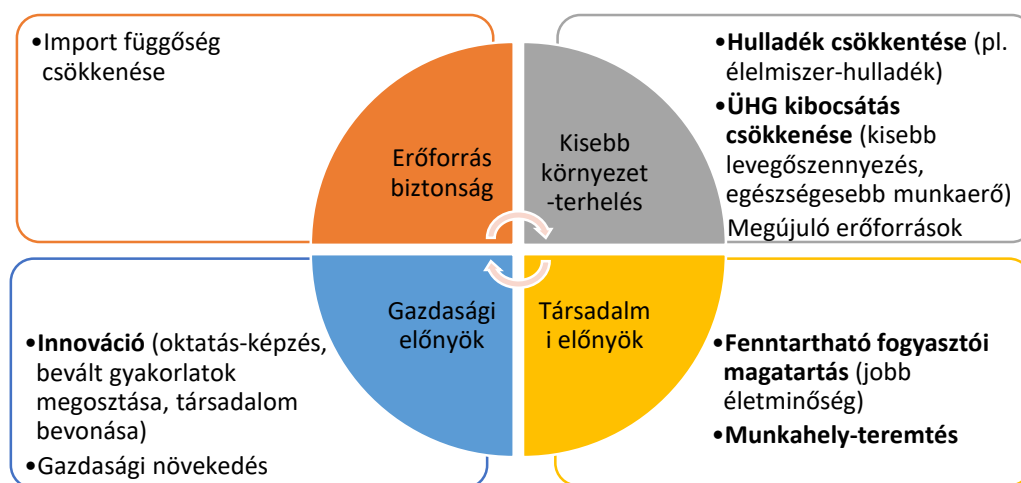 •Import függőség
csökkenése
Erőforrás
biztonság
Kisebb
környezet
-terhelés
•Hulladék csökkentése (pl.
élelmiszer-hulladék)
•ÜHG kibocsátás
csökkenése (kisebb
levegőszennyezés,
egészségesebb munkaerő)
Megújuló erőforrások
•Innováció (oktatás-képzés,
bevált gyakorlatok
megosztása, társadalom
bevonása)
•Gazdasági növekedés
Gazdasági
előnyök
Társadalm
i előnyök
•Fenntartható fogyasztói
magatartás (jobb
életminőség)
•Munkahely-teremtés